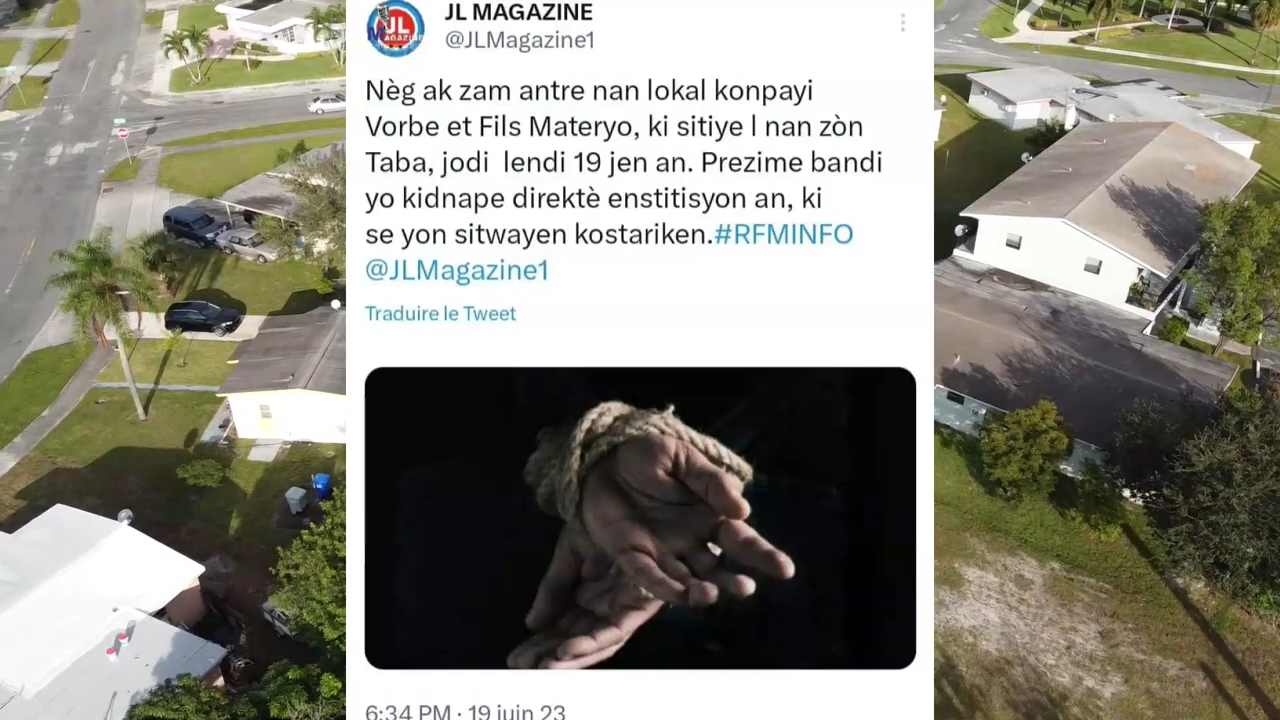 JL MAGAZINE
@JLMagazine1
JL
MAGAZINE
Nèg ak zam antre nan lokal konpayi
Vorbe et Fils Materyo, ki sitiye l nan zòn
Taba, jodi  lendi 19 jen an. Prezime bandi
yo kidnape direktè enstitisyon an, ki
se yon sitwayen kostariken.#RFMINFO
@JLMagazine1
Traduire le Tweet
6:34 PM · 19 juin 23